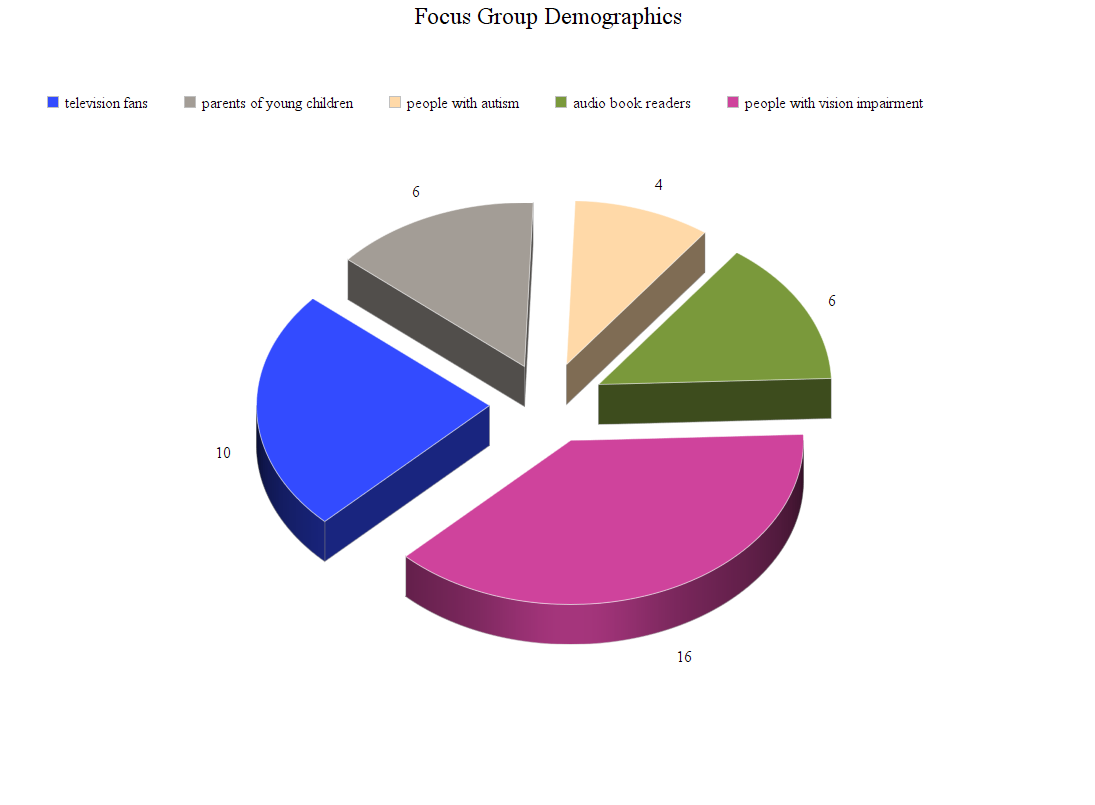 Focus Group Demographics
television fans parents of young children people with autism audio book readers people with vision impairment
4
6
6
10
16